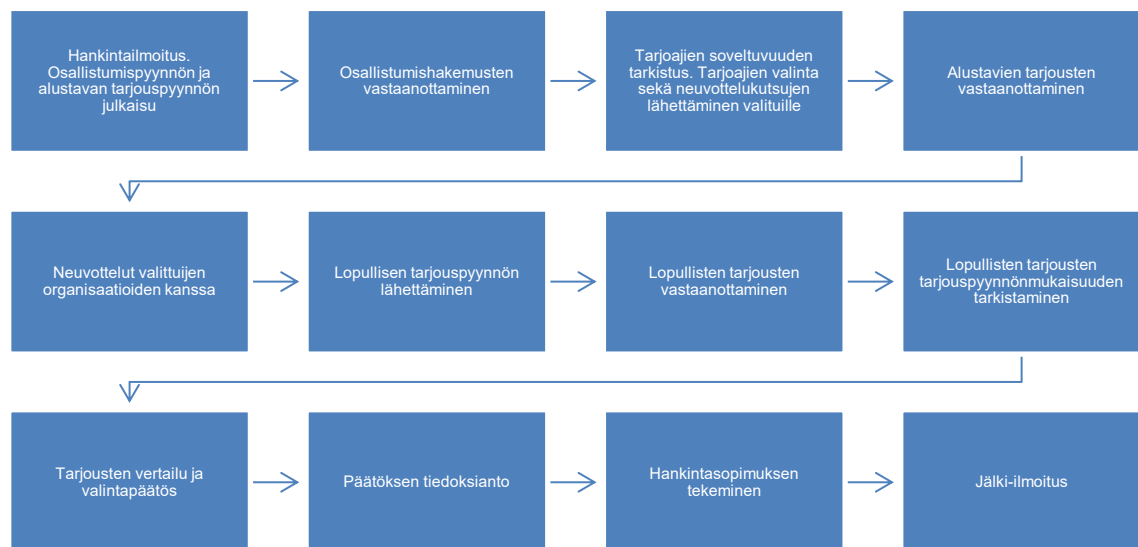 Hankintailmoitus.
Osallistumispyynnön ja
alustavan tarjouspyynnön
julkaisu
Osallistumishakemusten
vastaanottaminen
Tarjoajien soveltuvuuden
tarkistus. Tarjoajien valinta
sekä neuvottelukutsujen
lähettäminen valituille
Alustavien tarjousten
vastaanottaminen
Neuvottelut valittuijen
organisaatioiden kanssa
Lopullisen tarjouspyynnön
lähettäminen
Lopullisten tarjousten
vastaanottaminen
Lopullisten tarjousten
tarjouspyynnönmukaisuuden
tarkistaminen
Tarjousten vertailu ja
valintapäätös
Päätöksen tiedoksianto
Hankintasopimuksen
tekeminen
Jälki-ilmoitus